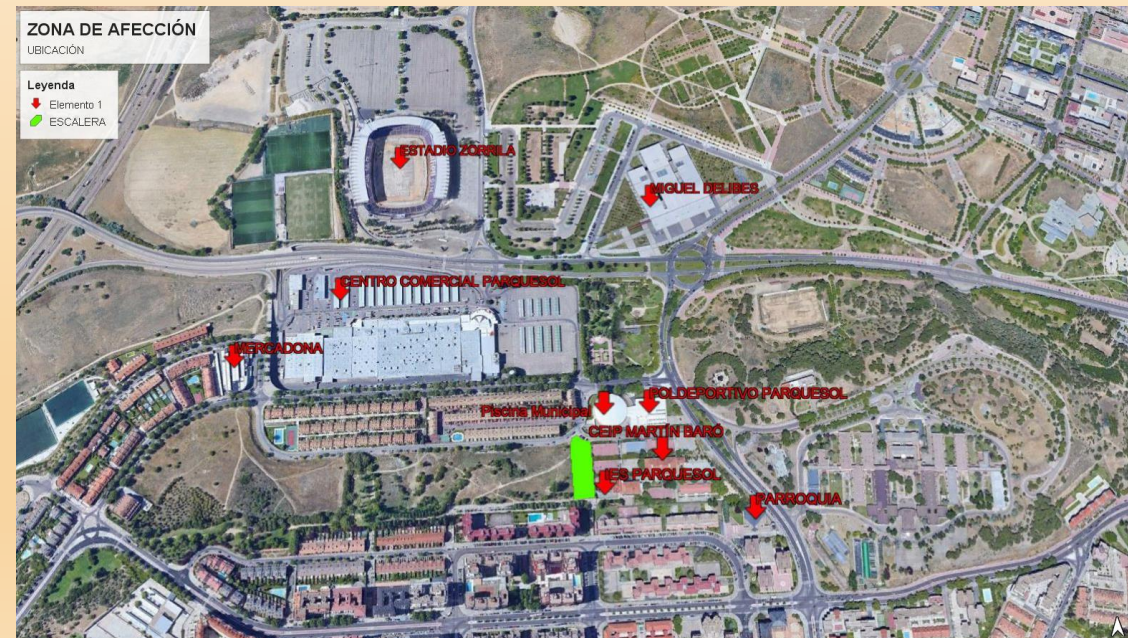 ZONA DE AFECCIÓN
UBICACIÓN
Leyenda
Elemento 1
ESCALERA
ESTADIO ZORRILA
MIGUEL DELIBES
CENTRO COMERCIAL PARQUESOL
MERCADONA
POLDEPORTIVO PARQUESOL
Piscina Municipal
CEIP MARTÍN BARÓ
IES PARQUESOL
PARROQUIA